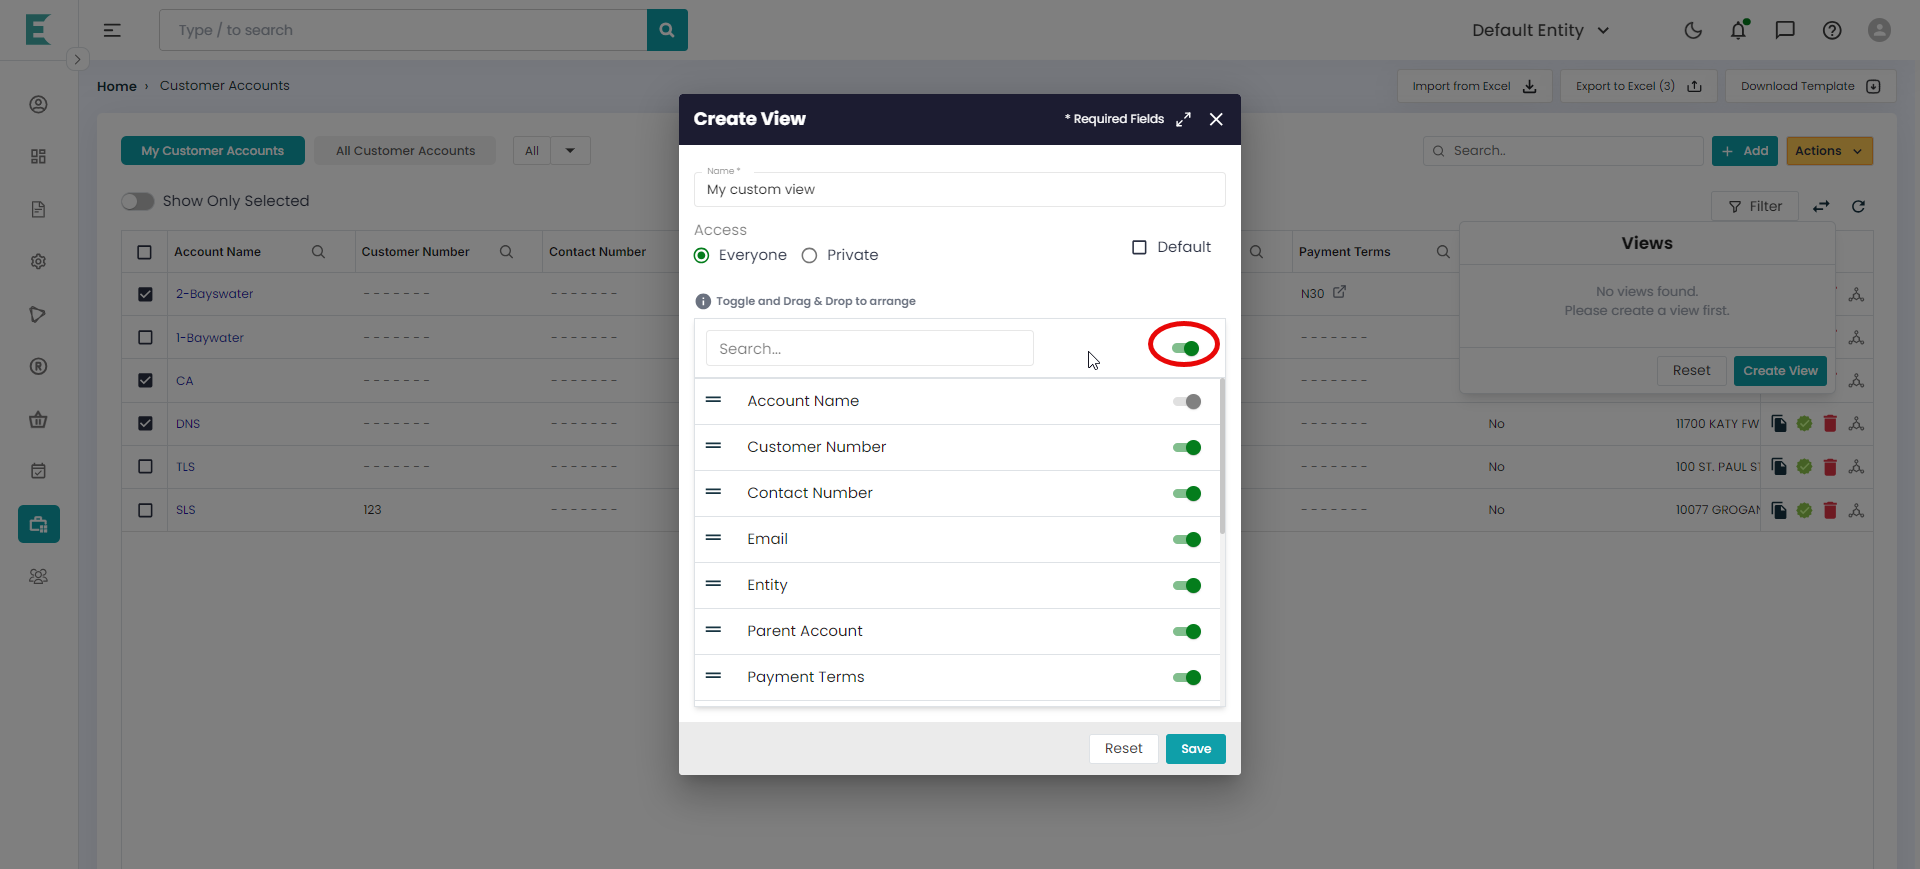 Type / to search
Default Entity
Home › Customer Accounts
Import from Excel
Export to Excel (3)
Download Template
My Customer Accounts
All Customer Accounts
All
Search..
+ Add
Actions
Show Only Selected
Filter
Account Name
Customer Number
Contact Number
Payment Terms
2-Bayswater
- - - - - - -
- - - - - - -
N30
1-Baywater
- - - - - - -
- - - - - - -
- - - - - - -
CA
- - - - - - -
- - - - - - -
- - - - - - -
DNS
- - - - - - -
- - - - - - -
- - - - - - -
No
11700 KATY FW
TLS
- - - - - - -
- - - - - - -
- - - - - - -
No
100 ST. PAUL S
SLS
123
- - - - - - -
- - - - - - -
No
10077 GROGAN
Views
No views found.
Please create a view first.
Reset
Create View
Create View
* Required Fields
Name *
My custom view
Access
Everyone
Private
Default
Toggle and Drag & Drop to arrange
Search...
Account Name
Customer Number
Contact Number
Email
Entity
Parent Account
Payment Terms
Reset
Save